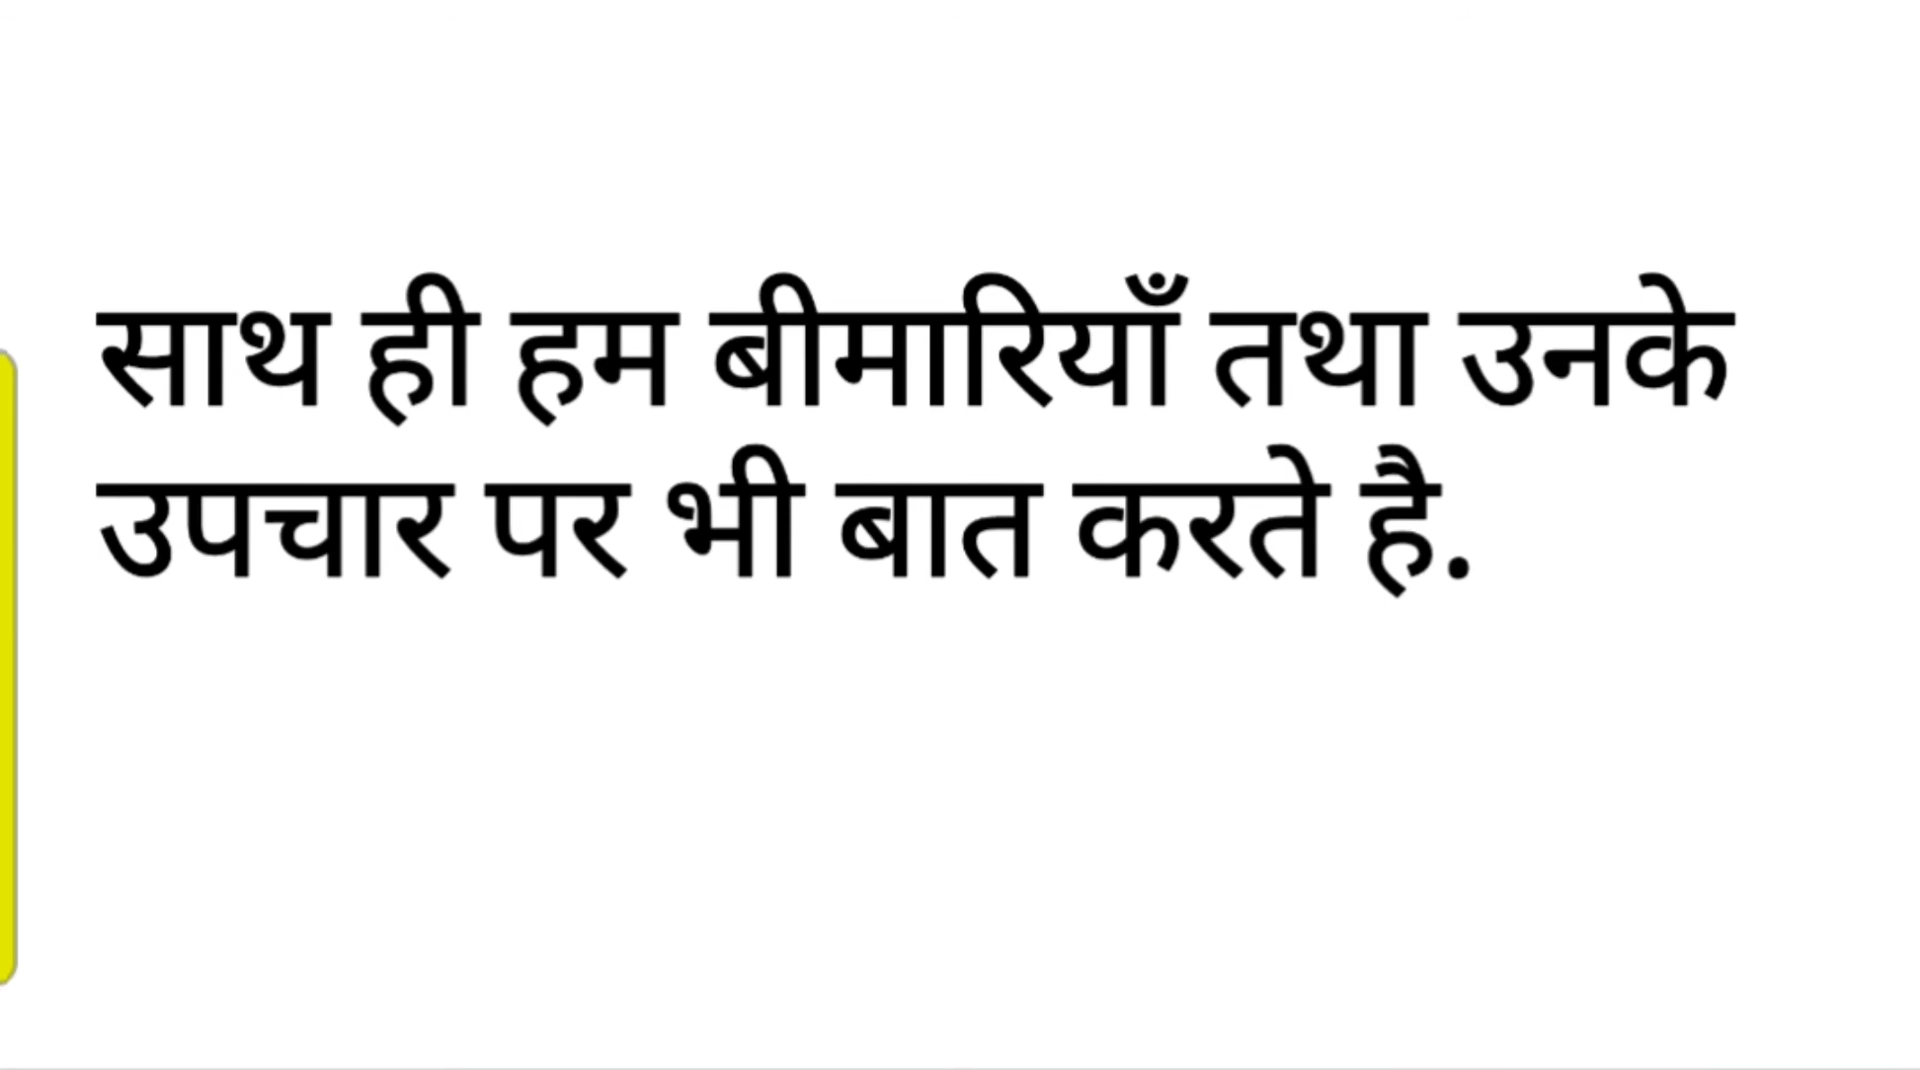 साथ ही हम बीमारियाँ तथा उनके
उपचार पर भी बात करते है.